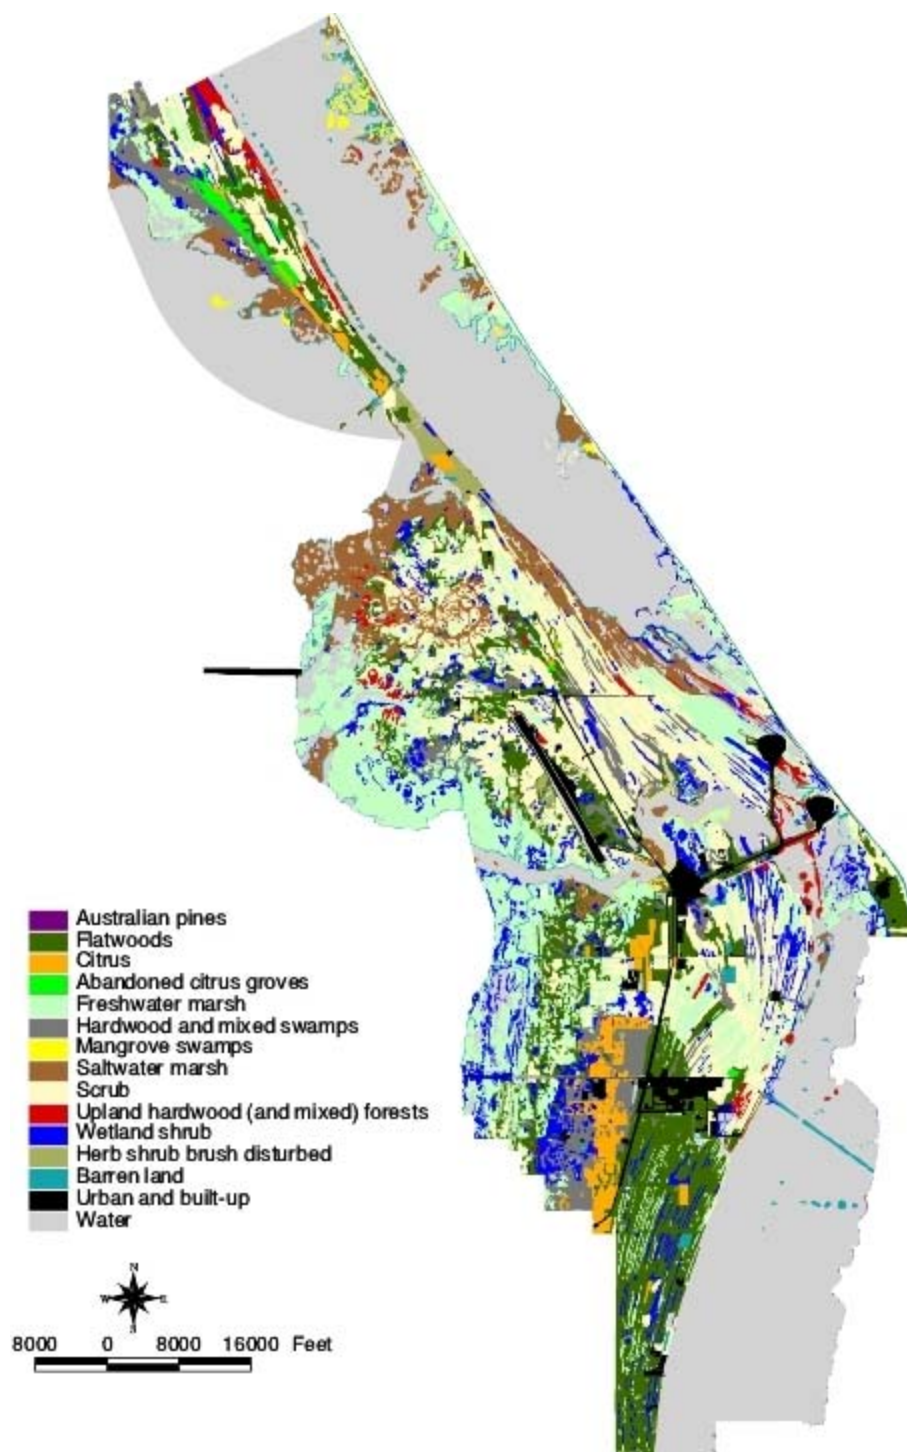 Australian pines
Flatwoods
Citrus
Abandoned citrus groves
Freshwater marsh
Hardwood and mixed swamps
Mangrove swamps
Saltwater marsh
Scrub
Upland hardwood (and mixed) forests
Wetland shrub
Herb shrub brush disturbed
Barren land
Urban and built-up
Water
N
W E
S
8000 0 8000 16000 Feet